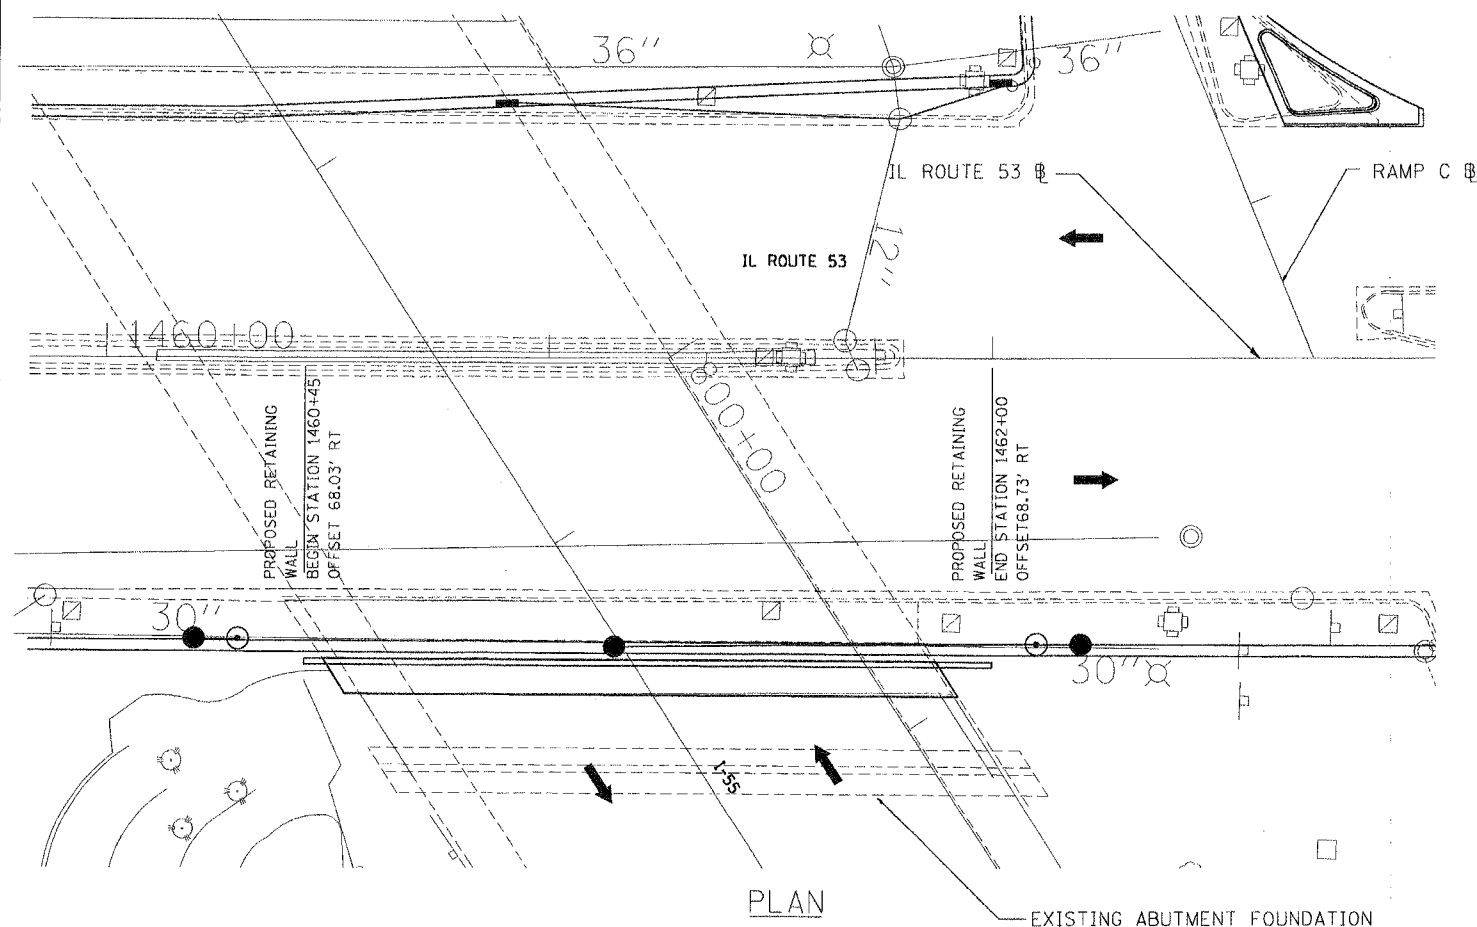 36"
36"
IL ROUTE 53 ℄
RAMP C ℄
12"
IL ROUTE 53
1460+00
800+00
PROPOSED RETAINING
WALL
BEGIN STATION 1460+45
OFFSET 68.03' RT
PROPOSED RETAINING
WALL
END STATION 1462+00
OFFSET68.73' RT
30"
30"
I-55
PLAN
EXISTING ABUTMENT FOUNDATION